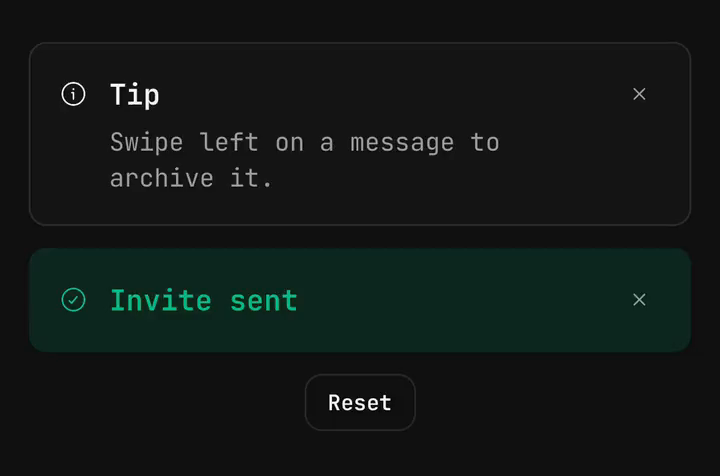 Tip
Swipe left on a message to
archive it.
Invite sent
Reset